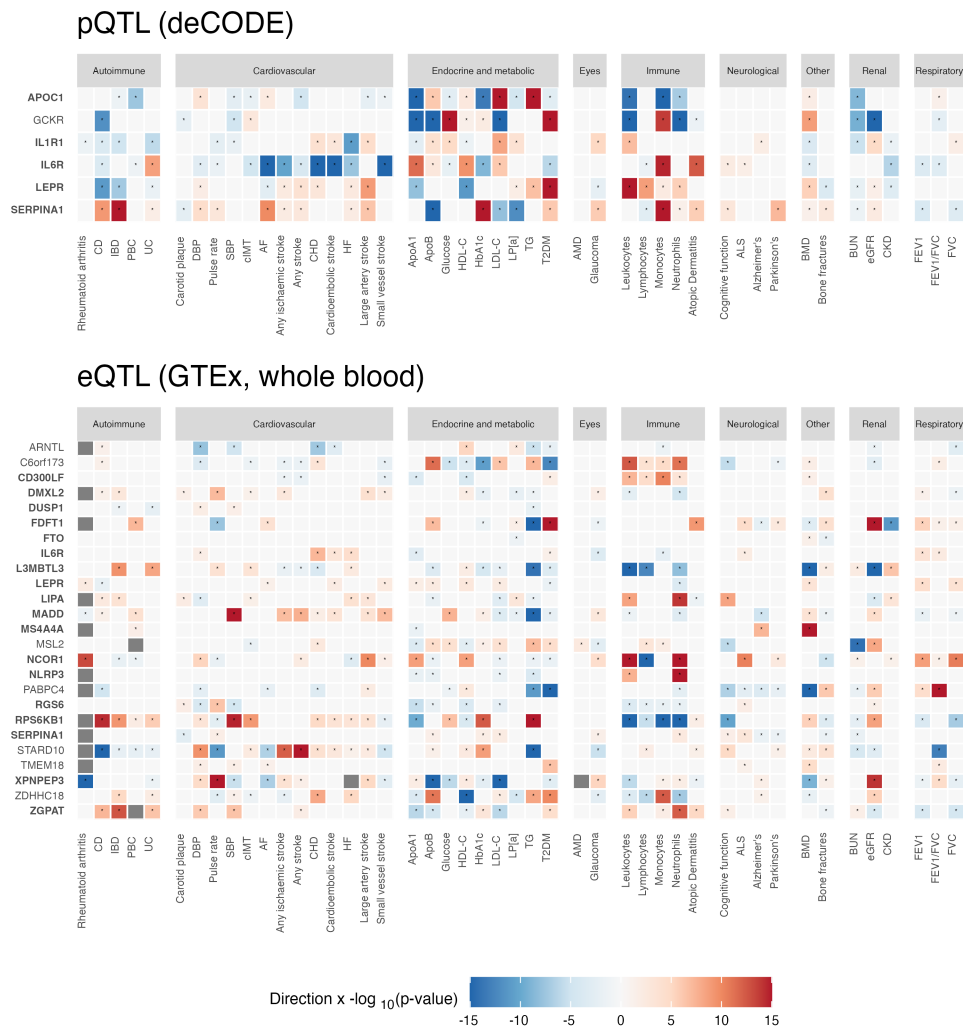 pQTL (deCODE)
Autoimmune Cardiovascular Endocrine and metabolic Eyes Immune Neurological Other Renal Respiratory
APOC1
GCKR
IL1R1
IL6R
LEPR
SERPINA1
Rheumatoid arthritis CD IBD PBC UC Carotid plaque DBP Pulse rate SBP cIMT AF Any ischaemic stroke Any stroke CHD Cardioembolic stroke HF Large artery stroke Small vessel stroke ApoA1 ApoB Glucose HDL-C HbA1c LDL-C LP[a] TG T2DM AMD Glaucoma Leukocytes Lymphocytes Monocytes Neutrophils Atopic Dermatitis Cognitive function ALS Alzheimer's Parkinson's BMD Bone fractures BUN eGFR CKD FEV1 FEV1/FVC FVC
eQTL (GTEx, whole blood)
Autoimmune Cardiovascular Endocrine and metabolic Eyes Immune Neurological Other Renal Respiratory
ARNTL
C6orf173
CD300LF
DMXL2
DUSP1
FDFT1
FTO
IL6R
L3MBTL3
LEPR
LIPA
MADD
MS4A4A
MSL2
NCOR1
NLRP3
PABPC4
RGS6
RPS6KB1
SERPINA1
STARD10
TMEM18
XPNPEP3
ZDHHC18
ZGPAT
Rheumatoid arthritis CD IBD PBC UC Carotid plaque DBP Pulse rate SBP cIMT AF Any ischaemic stroke Any stroke CHD Cardioembolic stroke HF Large artery stroke Small vessel stroke ApoA1 ApoB Glucose HDL-C HbA1c LDL-C LP[a] TG T2DM AMD Glaucoma Leukocytes Lymphocytes Monocytes Neutrophils Atopic Dermatitis Cognitive function ALS Alzheimer's Parkinson's BMD Bone fractures BUN eGFR CKD FEV1 FEV1/FVC FVC
Direction x -log 10(p-value)
-15 -10 -5 0 5 10 15